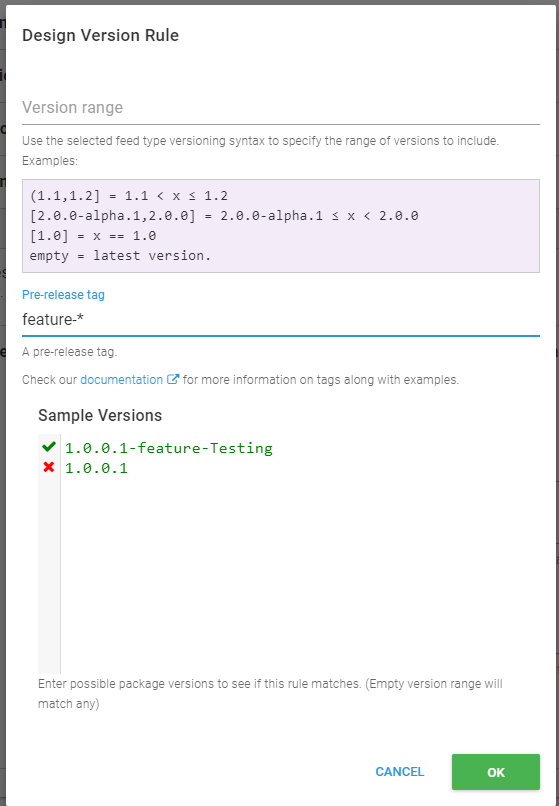 Design Version Rule
Version range
Use the selected feed type versioning syntax to specify the range of versions to include.
Examples:
(1.1,1.2] = 1.1 < x ≤ 1.2
[2.0.0-alpha.1,2.0.0] = 2.0.0-alpha.1 ≤ x < 2.0.0
[1.0] = x == 1.0
empty = latest version.
Pre-release tag
feature-*
A pre-release tag.
Check our documentation for more information on tags along with examples.
Sample Versions
1.0.0.1-feature-Testing
1.0.0.1
Enter possible package versions to see if this rule matches. (Empty version range will
match any)
CANCEL
OK